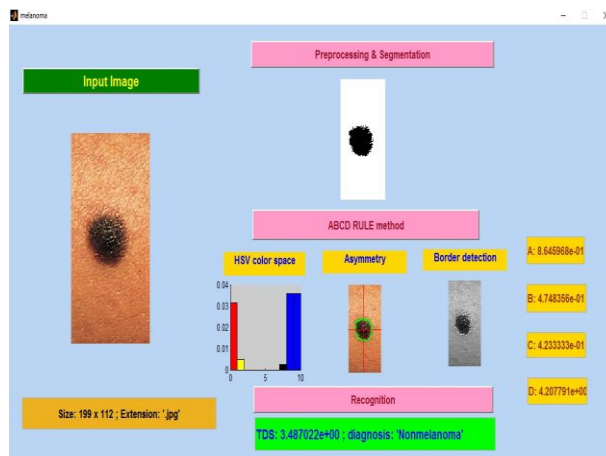 melanoma
Preprocessing & Segmentation
Input Image
ABCD RULE method
HSV color space
Asymmetry
Border detection
A: 8.645968e-01
B: 4.748356e-01
C: 4.233333e-01
D: 4.207791e+00
0.04
0.03
0.02
0.01
0
0
5
10
Recognition
Size: 199 x 112 ; Extension: '.jpg'
TDS: 3.487022e+00 ; diagnosis: 'Nonmelanoma'